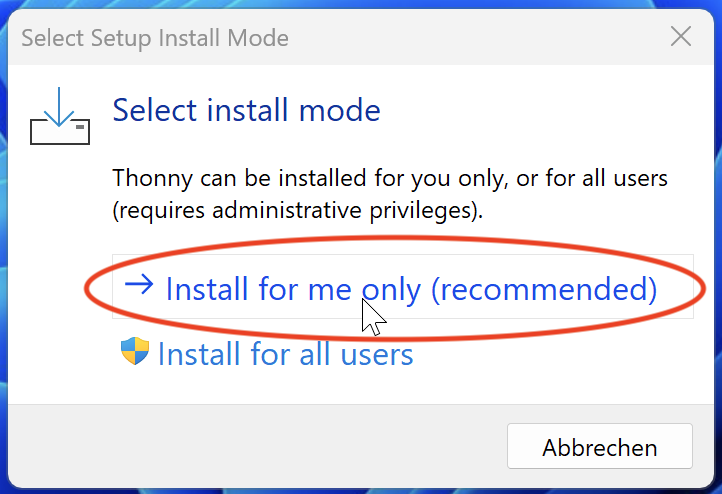 Select Setup Install Mode
Select install mode
Thonny can be installed for you only, or for all users
(requires administrative privileges).
Install for me only (recommended)
Install for all users
Abbrechen